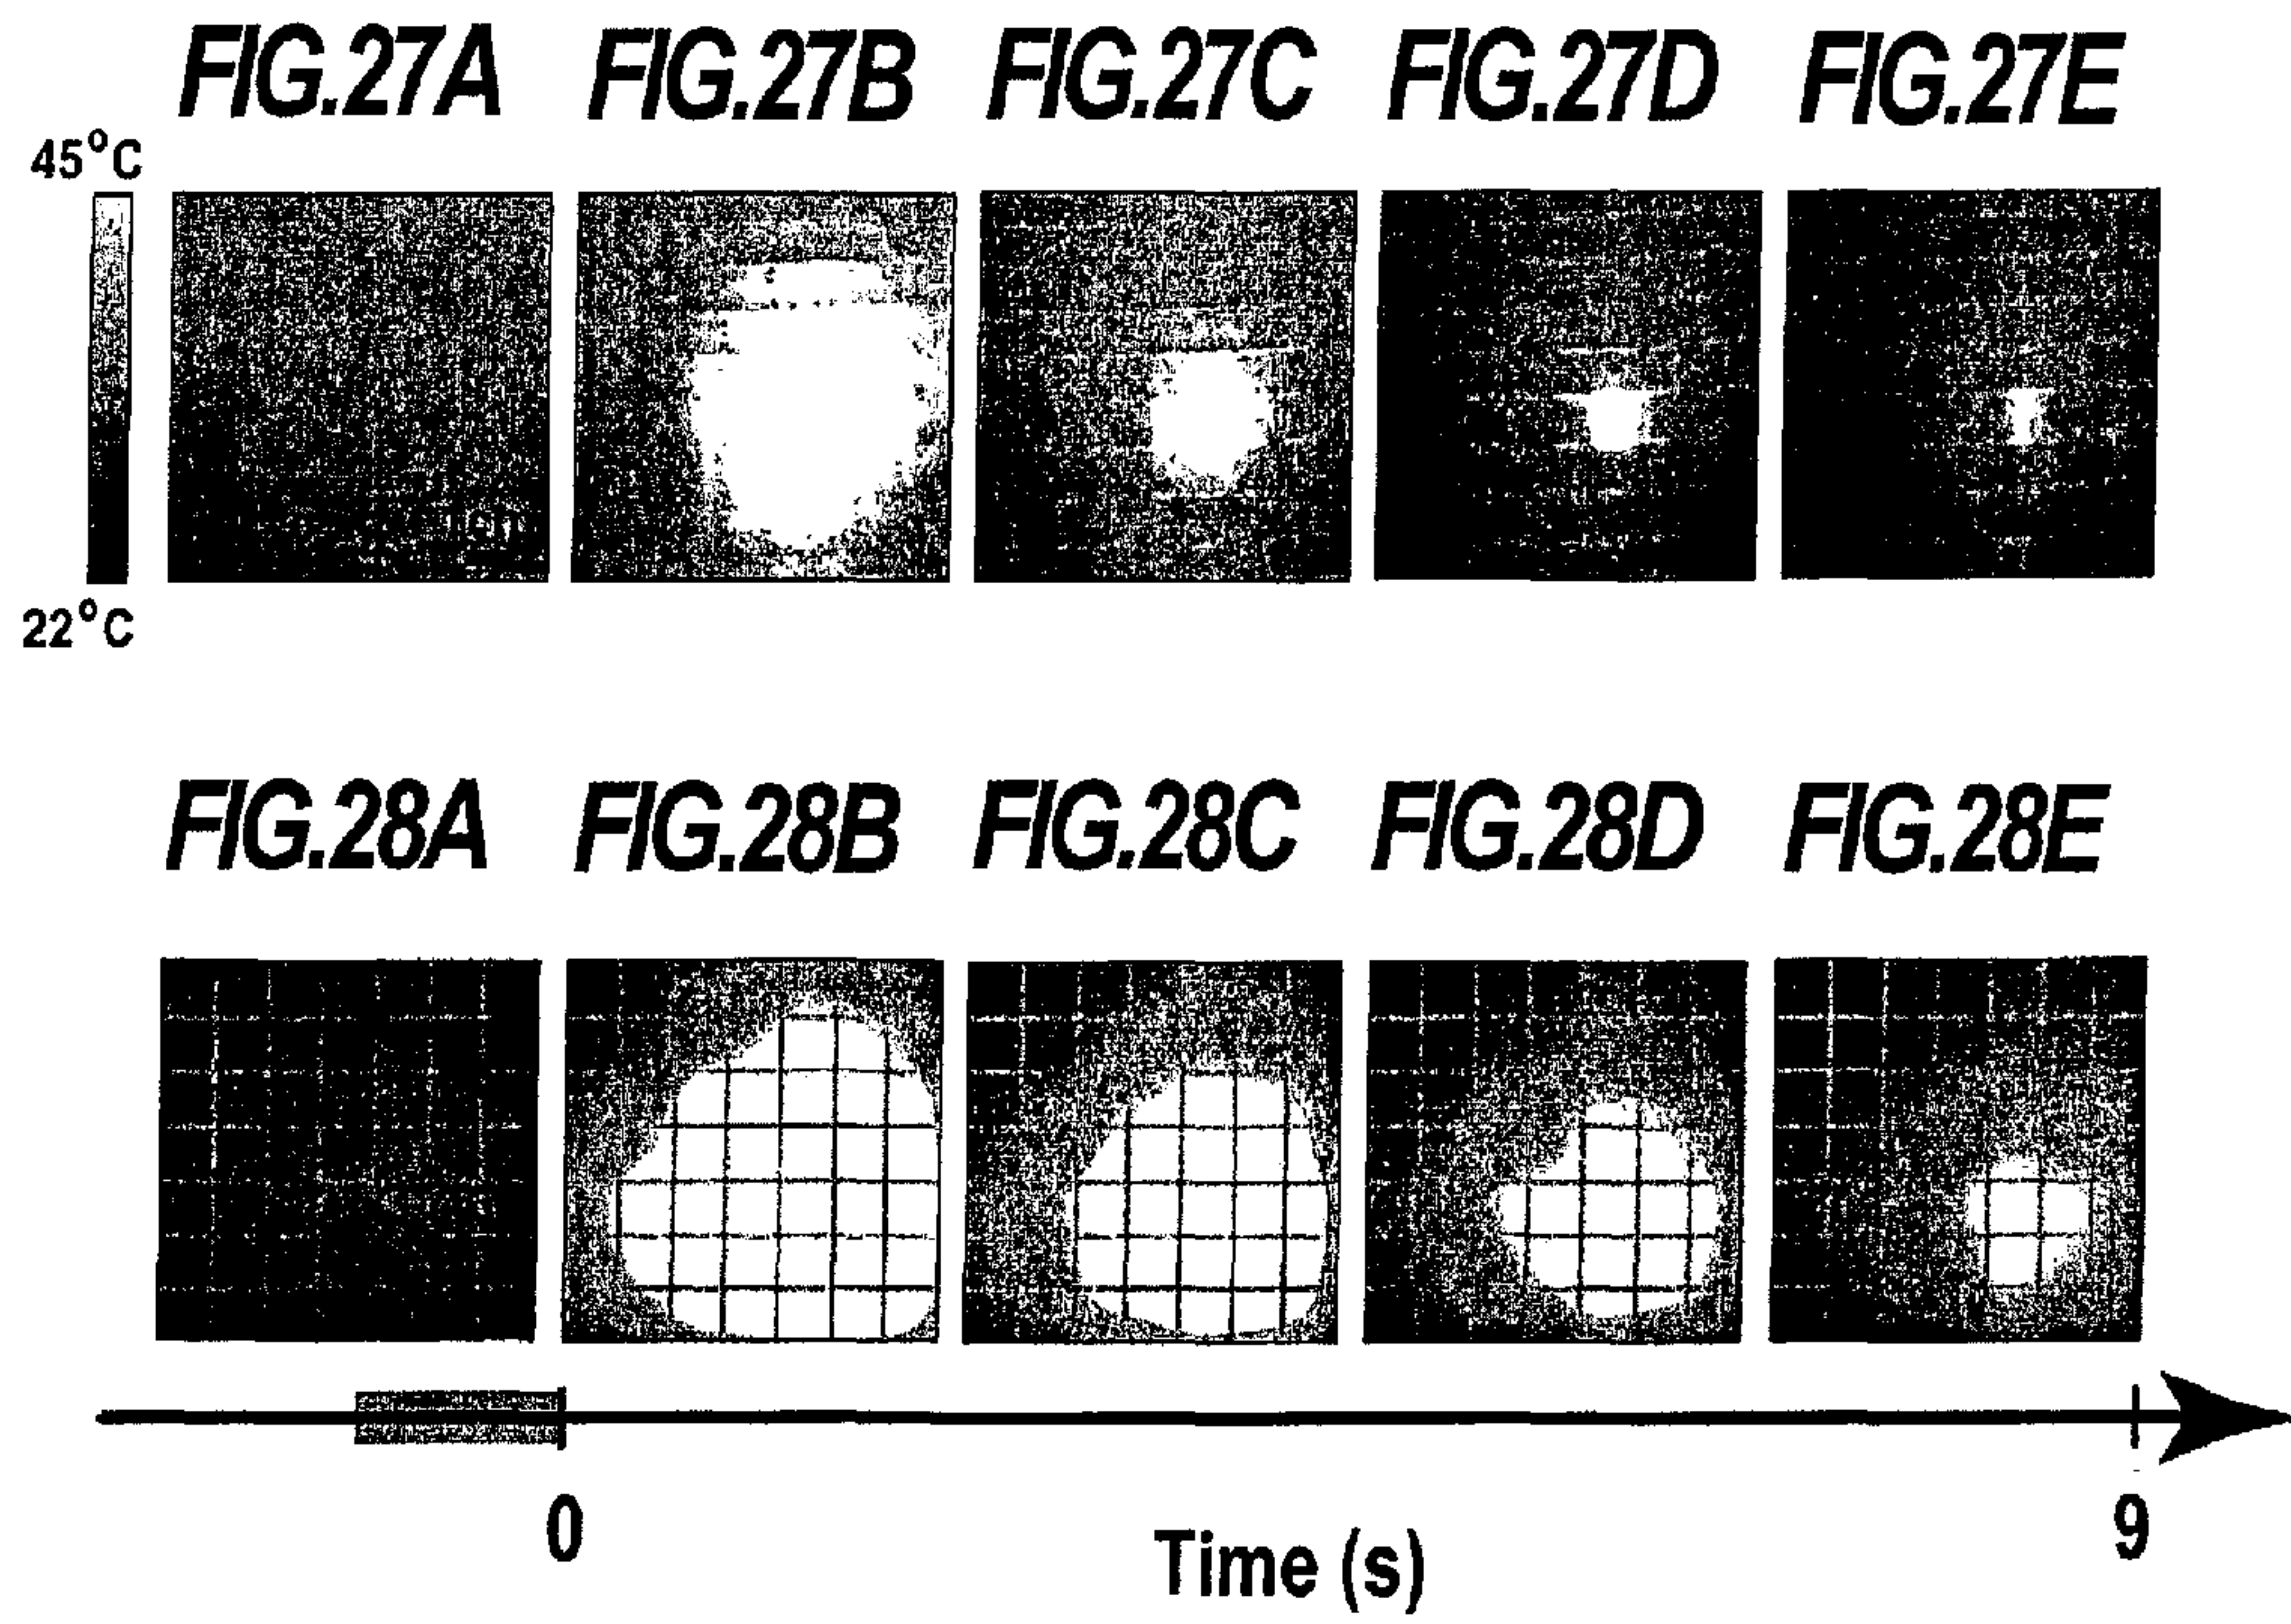 FIG.27A FIG.27B FIG.27C FIG.27D FIG.27E
45°C
22°C
FIG.28A FIG.28B FIG.28C FIG.28D FIG.28E
0 9
Time (s)